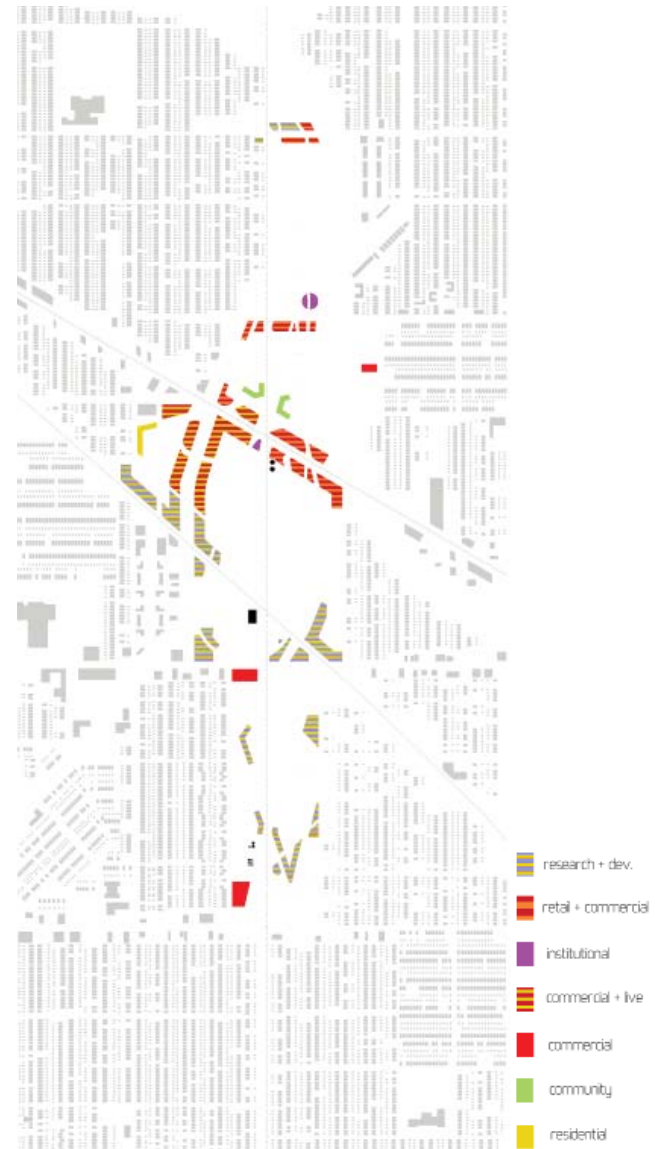 research + dev.
retail + commercial
institutional
commercial + live
commercial
community
residential